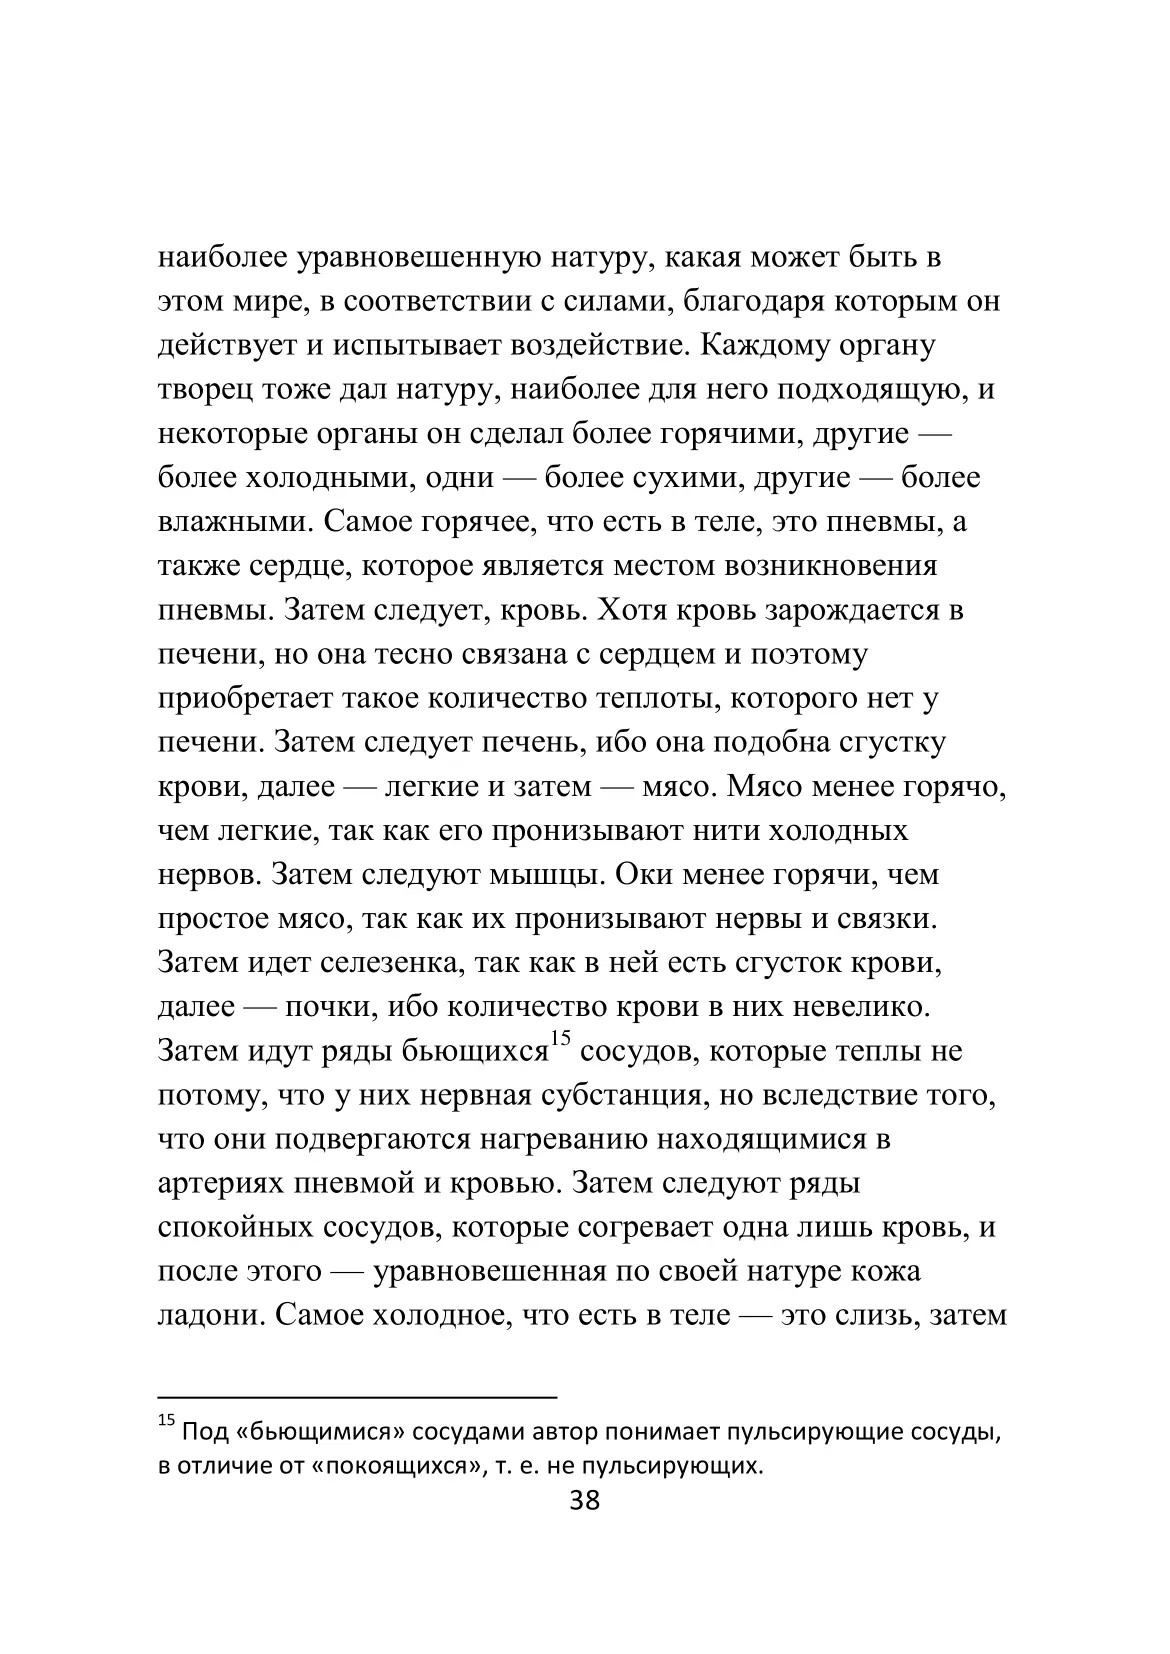 наиболее уравновешенную натуру, какая может быть в
этом мире, в соответствии с силами, благодаря которым он
действует и испытывает воздействие. Каждому органу
творец тоже дал натуру, наиболее для него подходящую, и
некоторые органы он сделал более горячими, другие —
более холодными, одни — более сухими, другие — более
влажными. Самое горячее, что есть в теле, это пневмы, а
также сердце, которое является местом возникновения
пневмы. Затем следует, кровь. Хотя кровь зарождается в
печени, но она тесно связана с сердцем и поэтому
приобретает такое количество теплоты, которого нет у
печени. Затем следует печень, ибо она подобна сгустку
крови, далее — легкие и затем — мясо. Мясо менее горячо,
чем легкие, так как его пронизывают нити холодных
нервов. Затем следуют мышцы. Оки менее горячи, чем
простое мясо, так как их пронизывают нервы и связки.
Затем идет селезенка, так как в ней есть сгусток крови,
далее — почки, ибо количество крови в них невелико.
Затем идут ряды бьющихся15 сосудов, которые теплы не
потому, что у них нервная субстанция, но вследствие того,
что они подвергаются нагреванию находящимися в
артериях пневмой и кровью. Затем следуют ряды
спокойных сосудов, которые согревает одна лишь кровь, и
после этого — уравновешенная по своей натуре кожа
ладони. Самое холодное, что есть в теле — это слизь, затем
15 Под «бьющимися» сосудами автор понимает пульсирующие сосуды,
в отличие от «покоящихся», т. е. не пульсирующих.
38